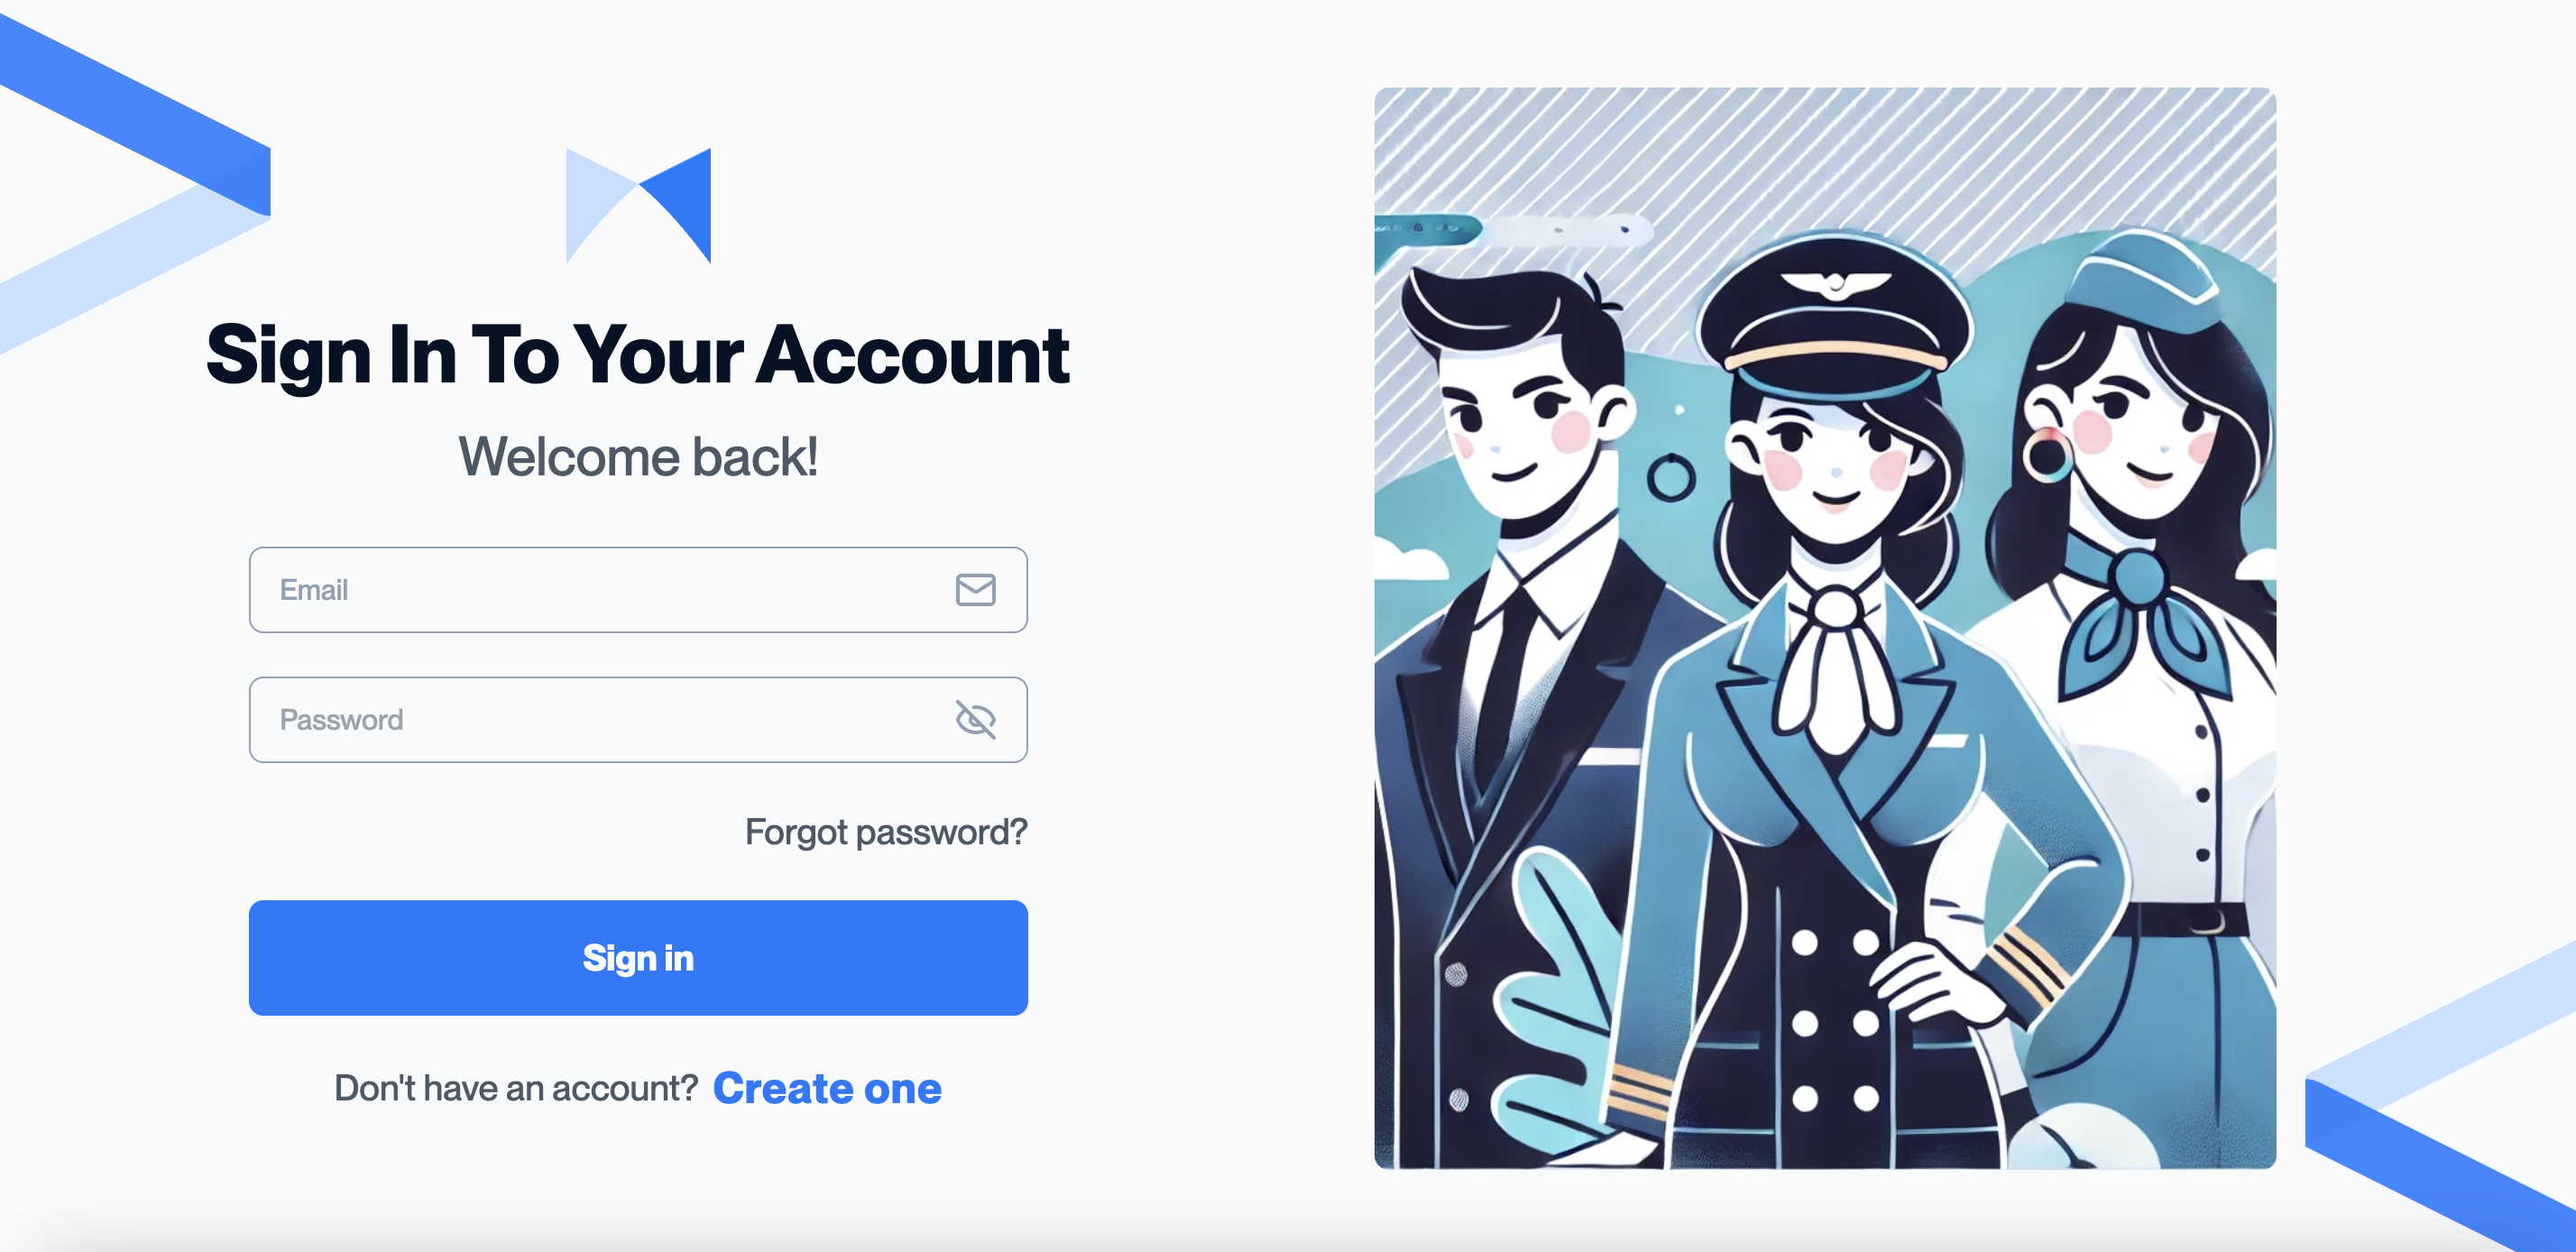 Sign In To Your Account
Welcome back!
Email
Password
Forgot password?
Sign in
Don't have an account? Create one